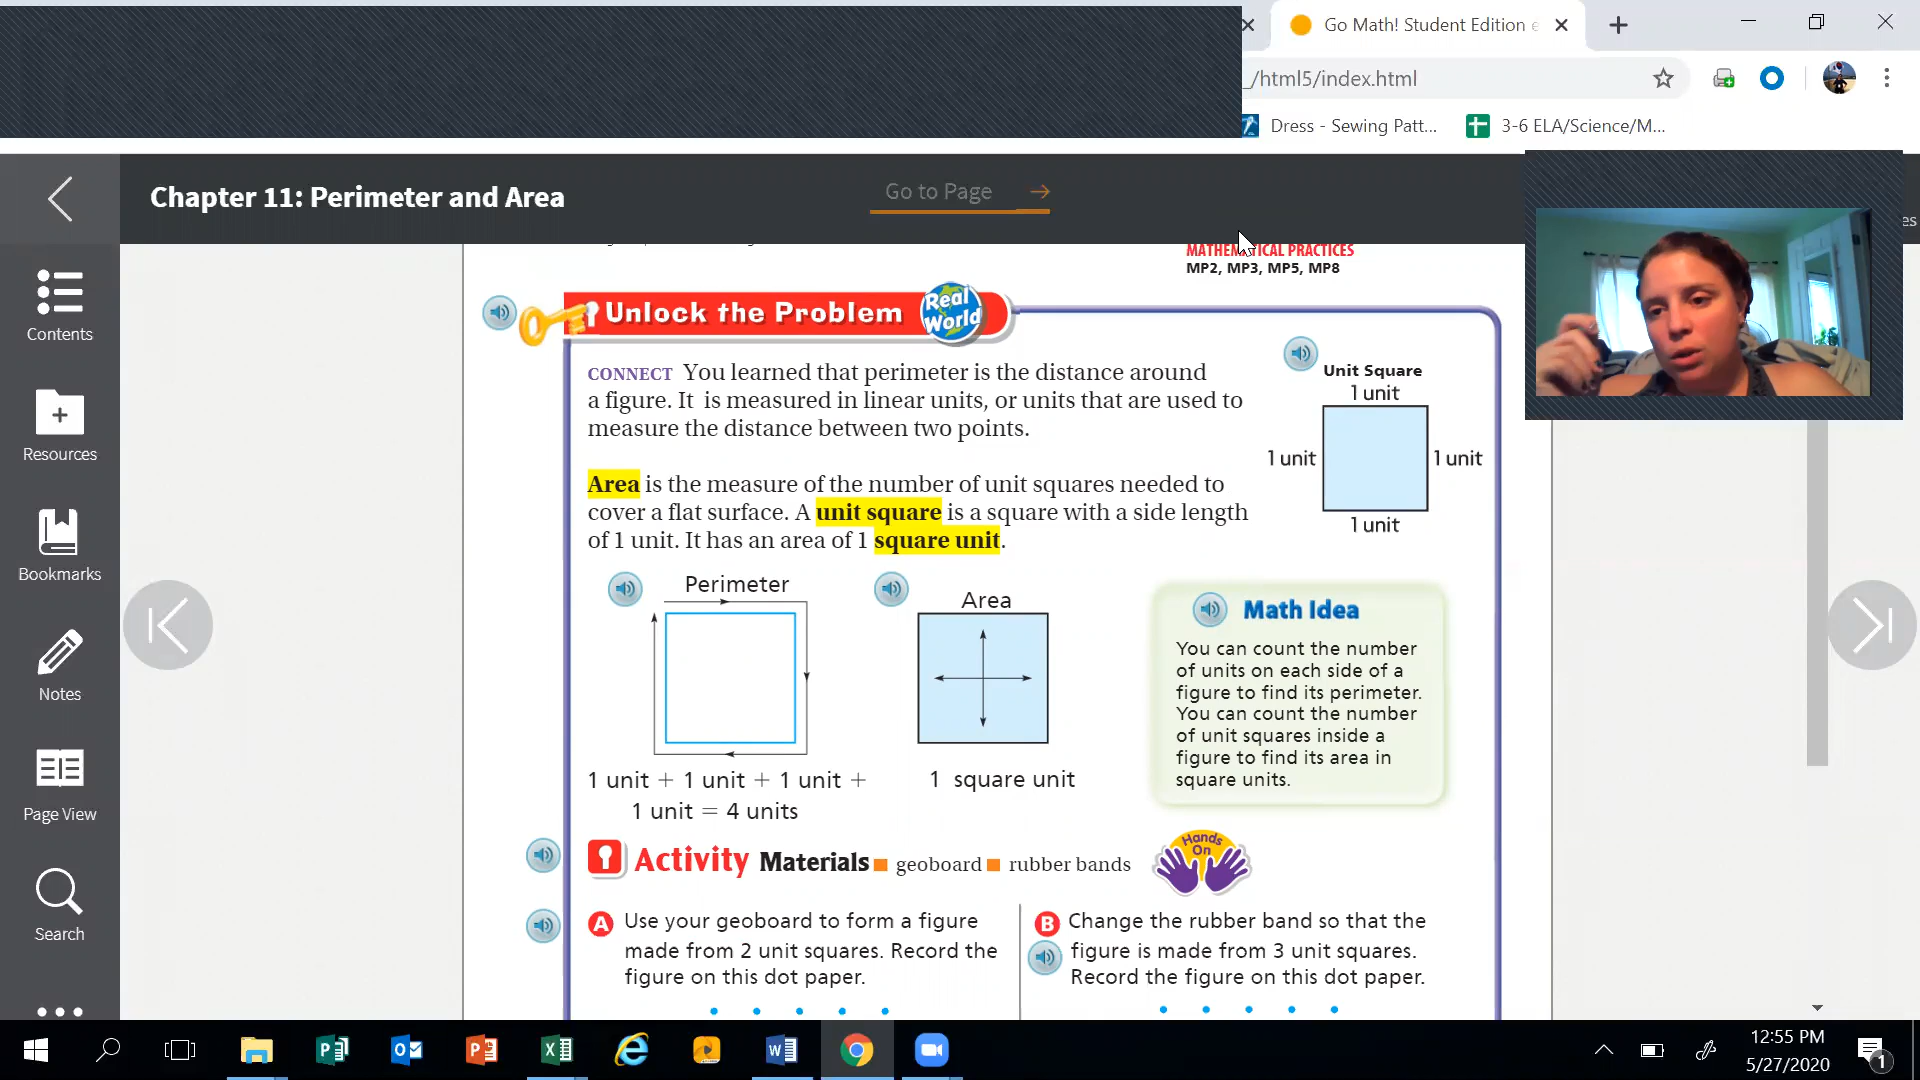 Go Math! Student Edition e
_/html5/index.html
Dress - Sewing Patt...
3-6 ELA/Science/M...
Chapter 11: Perimeter and Area
Go to Page
es
MATHEMATICAL PRACTICES
MP2, MP3, MP5, MP8
Contents
Resources
Bookmarks
Notes
Page View
Search
Unlock the Problem
Real
World
CONNECT You learned that perimeter is the distance around
a figure. It is measured in linear units, or units that are used to
measure the distance between two points.
Area is the measure of the number of unit squares needed to
cover a flat surface. A unit square is a square with a side length
of 1 unit. It has an area of 1 square unit.
Unit Square
1 unit
1 unit
1 unit
1 unit
Perimeter
1 unit + 1 unit + 1 unit +
1 unit = 4 units
Area
1 square unit
Math Idea
You can count the number
of units on each side of a
figure to find its perimeter.
You can count the number
of unit squares inside a
figure to find its area in
square units.
Activity Materials geoboard rubber bands
Hands
On
A Use your geoboard to form a figure
made from 2 unit squares. Record the
figure on this dot paper.
B Change the rubber band so that the
figure is made from 3 unit squares.
Record the figure on this dot paper.
12:55 PM
5/27/2020
1